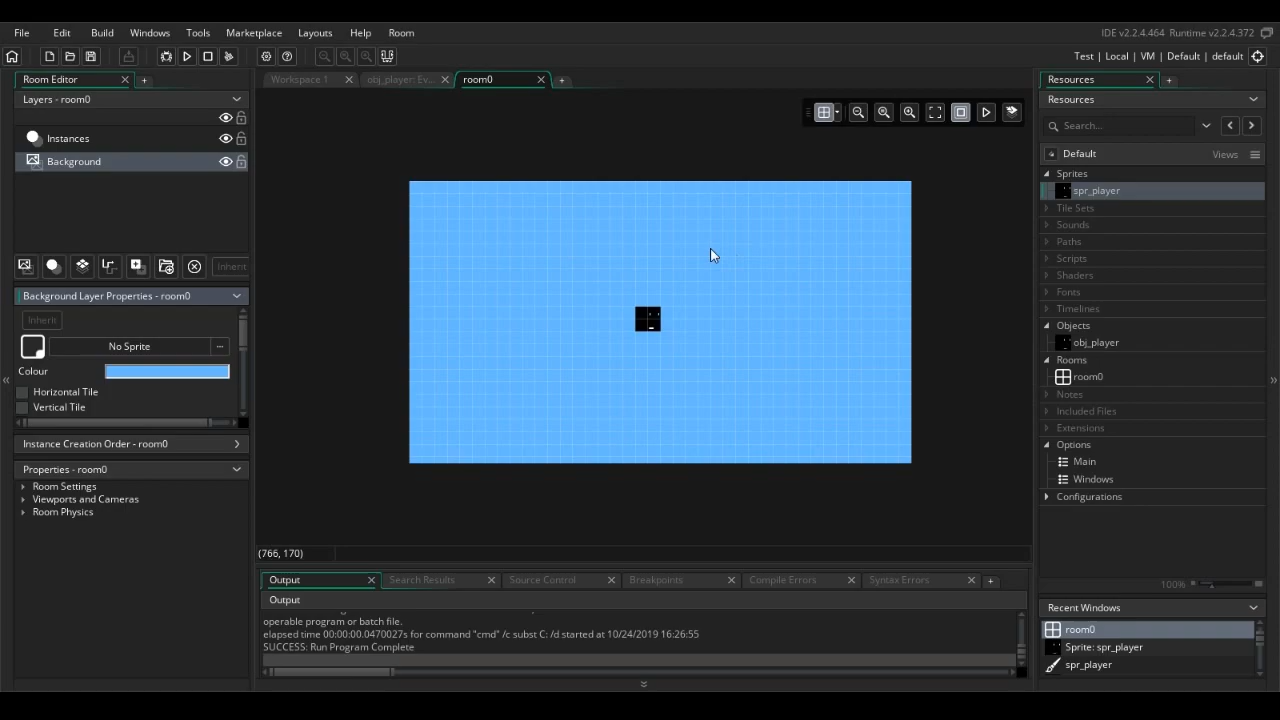 File Edit Build Windows Tools Marketplace Layouts Help Room
IDE v2.2.4.464 Runtime v2.2.4.372
Test | Local | VM | Default | default
Room Editor
Workspace 1
obj_player: Ev...
room0
Resources
Layers - room0
Resources
Search...
Instances
Background
Default
Views
Sprites
spr_player
Tile Sets
Sounds
Paths
Scripts
Shaders
Fonts
Timelines
Objects
obj_player
Rooms
room0
Notes
Included Files
Extensions
Options
Main
Windows
Configurations
100%
Inherit
Background Layer Properties - room0
Inherit
No Sprite
...
Colour
Horizontal Tile
Vertical Tile
Instance Creation Order - room0
Properties - room0
Room Settings
Viewports and Cameras
Room Physics
(766, 170)
Output
Search Results
Source Control
Breakpoints
Compile Errors
Syntax Errors
Output
operable program or batch file.
elapsed time 00:00:00.0470027s for command "cmd" /c subst C: /d started at 10/24/2019 16:26:55
SUCCESS: Run Program Complete
Recent Windows
room0
Sprite: spr_player
spr_player